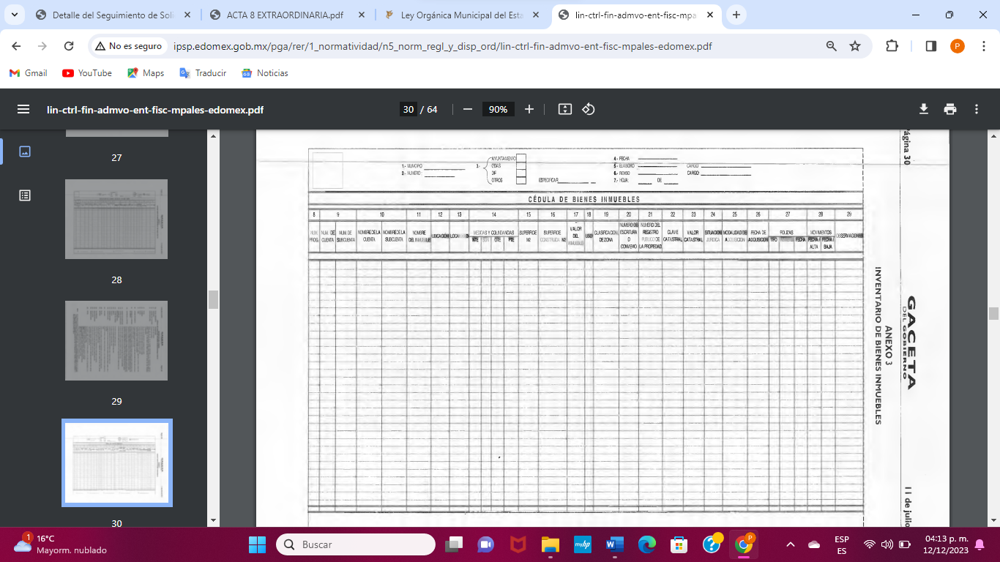 Detalle del Seguimiento de Soli
ACTA 8 EXTRAORDINARIA.pdf
Ley Orgánica Municipal del Esta
lin-ctrl-fin-admvo-ent-fisc-mpa
No es seguro
ipsp.edomex.gob.mx/pga/rer/1_normatividad/n5_norm_regl_y_disp_ord/lin-ctrl-fin-admvo-ent-fisc-mpales-edomex.pdf
P
Gmail
YouTube
Maps
Traducir
Noticias
lin-ctrl-fin-admvo-ent-fisc-mpales-edomex.pdf
30 / 64
90%
27
28
29
30
1.- MUNICIPIO
2.- NUMERO
3.-
AYUNTAMIENTO
ODAS
DIF
OTROS
ESPECIFICAR
4.- FECHA
5.- ELABORO
CARGO
6.- REVISO
CARGO:
7.- HOJA:
DE
CÉDULA DE BIENES INMUEBLES
8 9 10 11 12 13 14 15 16 17 18 19 20 21 22 23 24 25 26 27 28 29
NUM. PROG.
NUM. DE CUENTA
NUM DE SUBCUENTA
NOMBRE DE LA CUENTA
NOMBRE DE LA SUBCUENTA
NOMBRE DEL INMUEBLE
UBICACIÓN
MEDIDAS Y COLINDANCIAS
NTE
SUR
OTE
PTE
SUPERFICIE M2
SUPERFICIE CONSTRUIDA M2
VALOR DEL INMUEBLE
USO
CLASIFICACIÓN DE ZONA
NUMERO DEL ESCRITURA O CONVENIO
NUMERO DEL REGISTRO PUBLICO DE LA PROPIEDAD
CLAVE CATASTRAL
VALOR CATASTRAL
SITUACION JURIDICA
MODALIDAD DE A
FECHA DE ADQUISICION
POLIZAS
TIPO
FECHA
MOVIMIENTOS
FECHA / ALTA
FECHA / BAJA
OBSERVACIONES
Página 30
GACETA
DEL GOBIERNO
11 de julio
ANEXO 3
INVENTARIO DE BIENES INMUEBLES
1
16°C
Mayorm. nublado
Buscar
myhp
W
P
ESP
ES
04:13 p. m.
12/12/2023